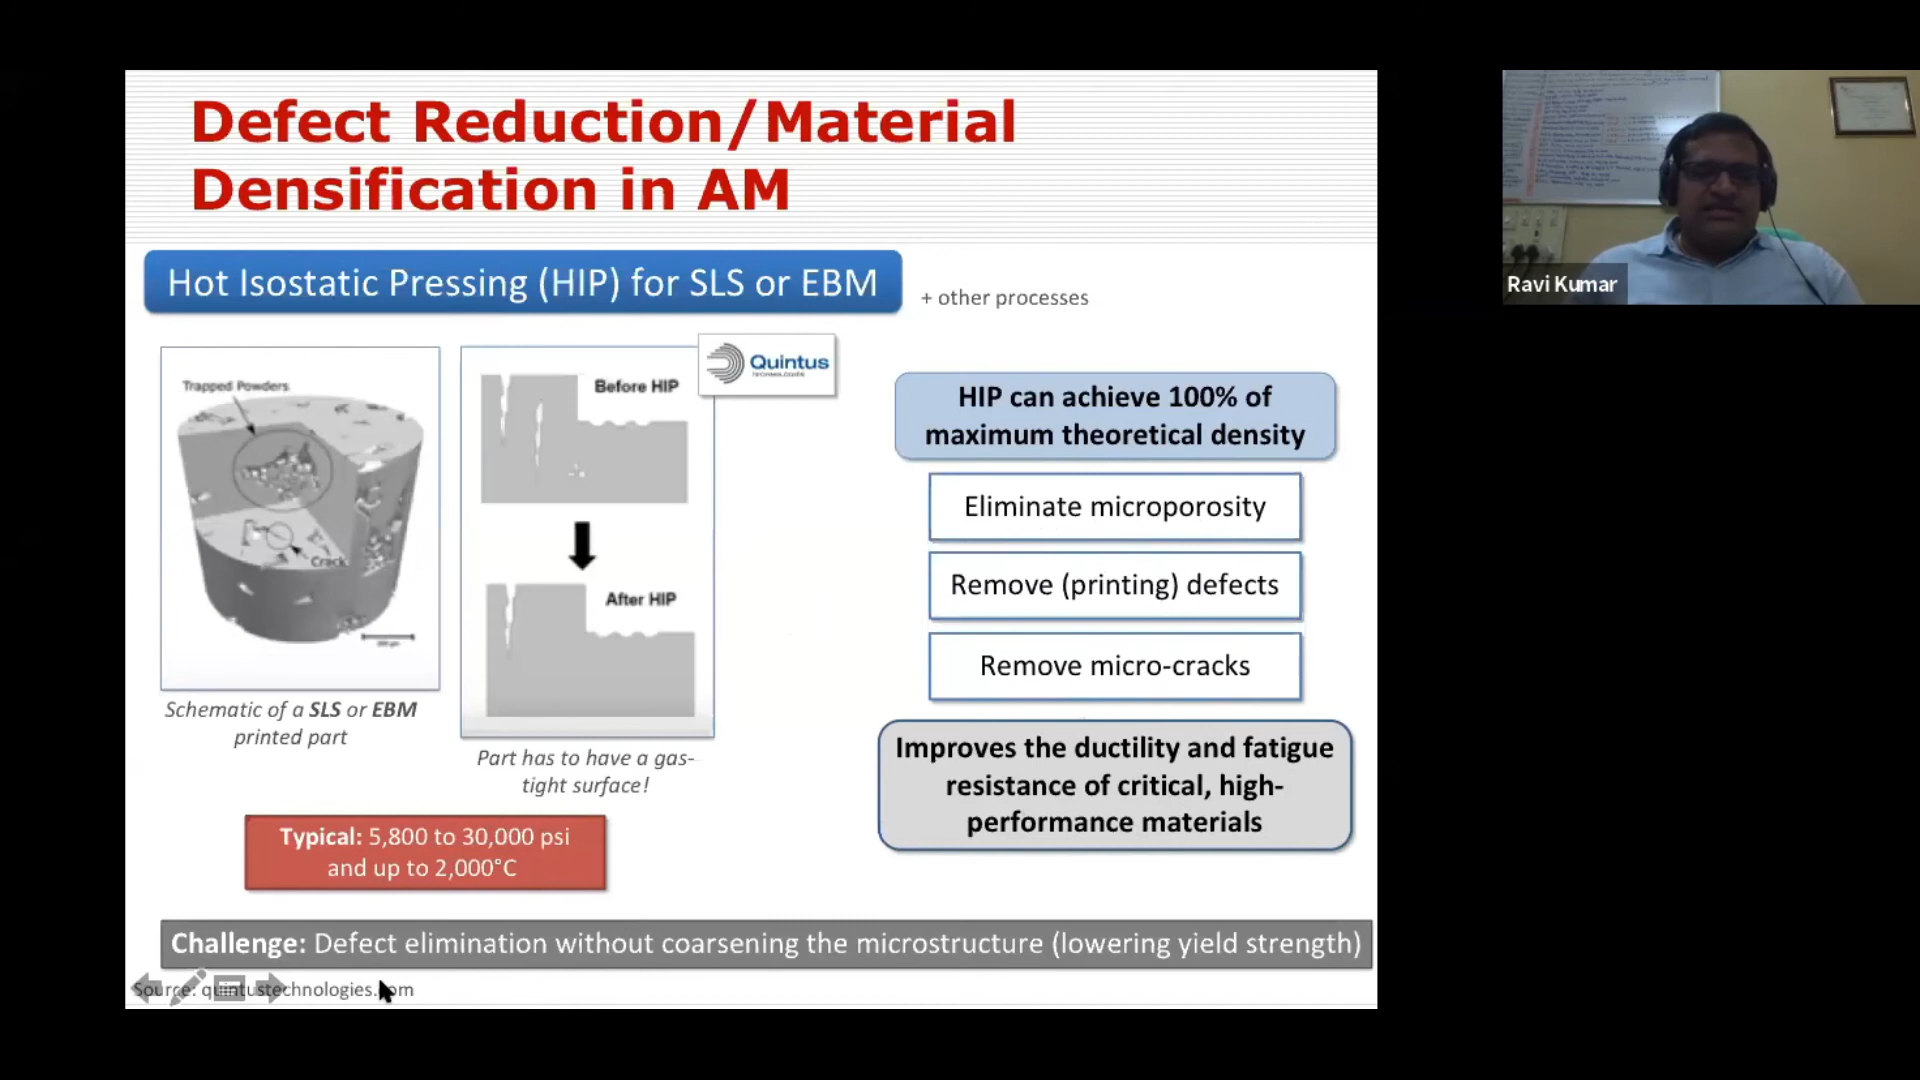 Defect Reduction/Material
Densification in AM
Hot Isostatic Pressing (HIP) for SLS or EBM
+ other processes
Trapped Powders
Crack
Schematic of a SLS or EBM
printed part
Quintus
TECHNOLOGIES
Before HIP
After HIP
Part has to have a gas-
tight surface!
Typical: 5,800 to 30,000 psi
and up to 2,000°C
HIP can achieve 100% of
maximum theoretical density
Eliminate microporosity
Remove (printing) defects
Remove micro-cracks
Improves the ductility and fatigue
resistance of critical, high-
performance materials
Challenge: Defect elimination without coarsening the microstructure (lowering yield strength)
Source: quintustechnologies.com
Ravi Kumar